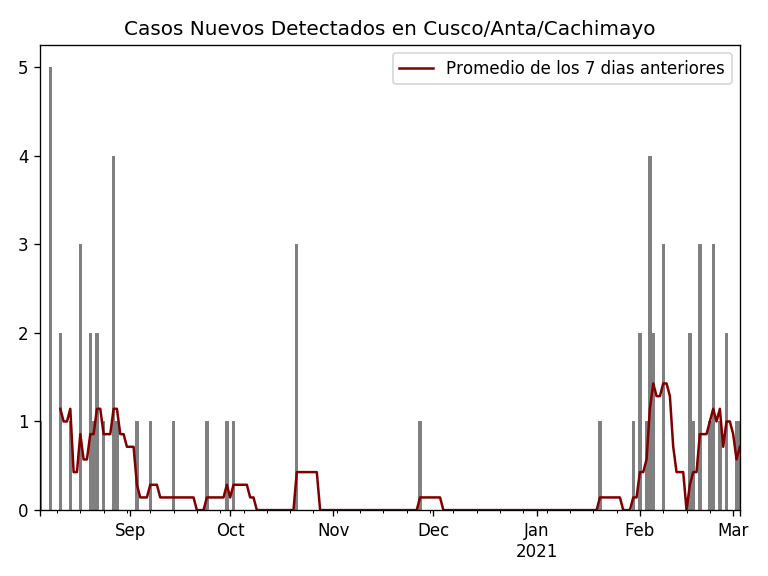 Casos Nuevos Detectados en Cusco/Anta/Cachimayo
Promedio de los 7 dias anteriores
5
4
3
2
1
0
Sep Oct Nov Dec Jan Feb Mar
2021